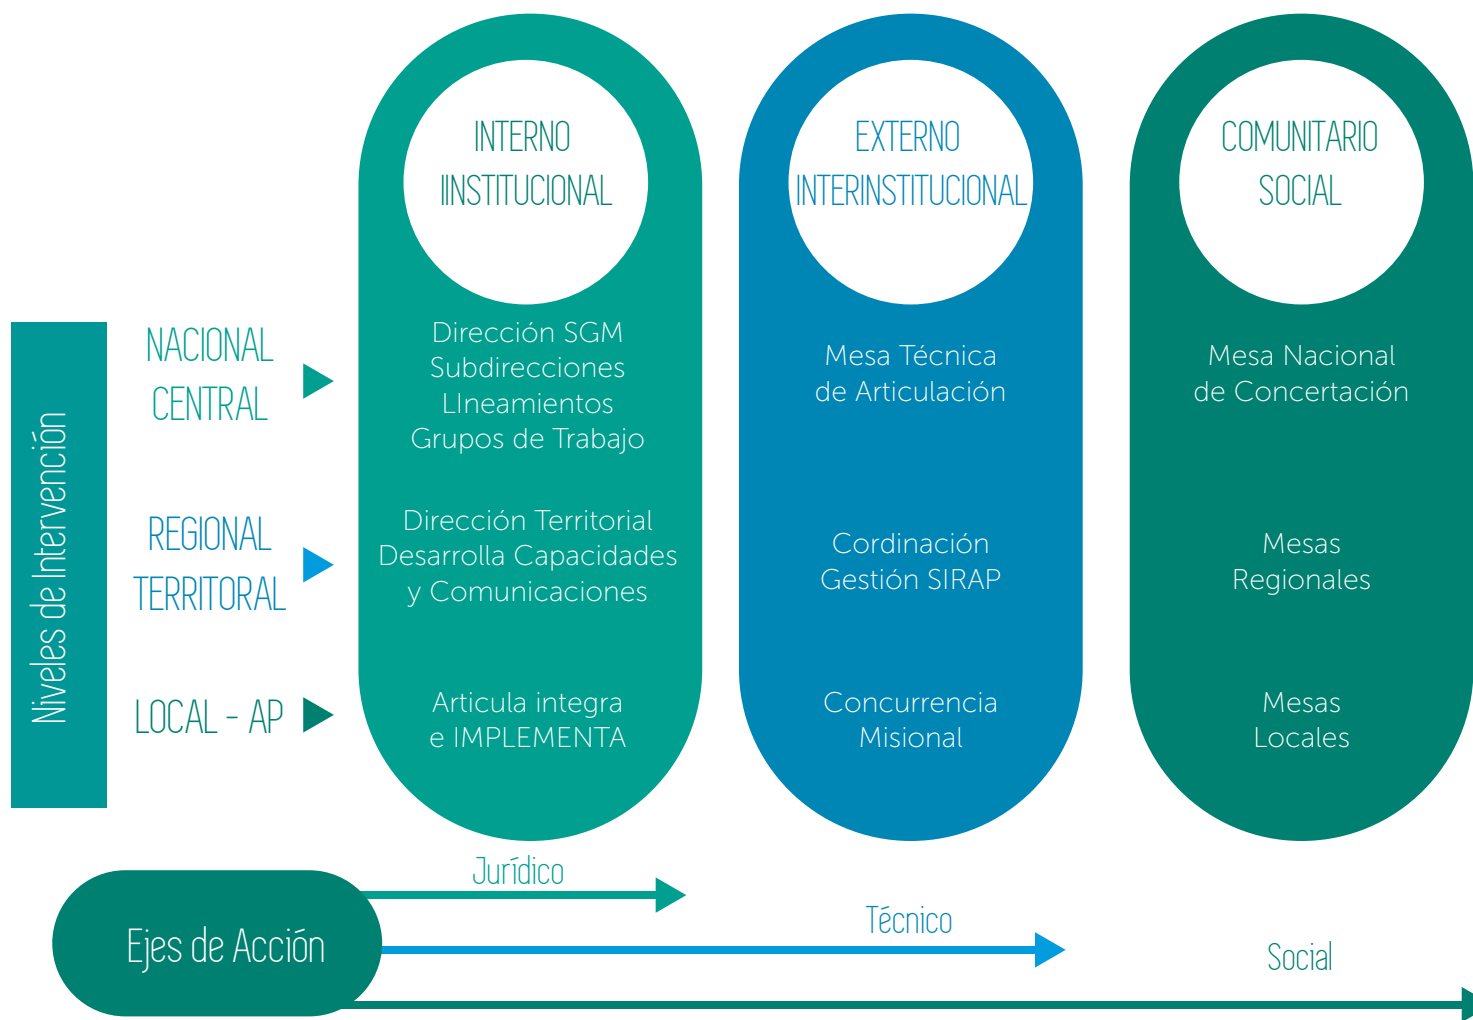 INTERNO
IINSTITUCIONAL
EXTERNO
INTERINSTITUCIONAL
COMUNITARIO
SOCIAL
Niveles de Intervención
NACIONAL
CENTRAL
Dirección SGM
Subdirecciones
LIneamientos
Grupos de Trabajo
Mesa Técnica
de Articulación
Mesa Nacional
de Concertación
REGIONAL
TERRITORAL
Dirección Territorial
Desarrolla Capacidades
y Comunicaciones
Cordinación
Gestión SIRAP
Mesas
Regionales
LOCAL - AP
Articula integra
e IMPLEMENTA
Concurrencia
Misional
Mesas
Locales
Ejes de Acción
Jurídico
Técnico
Social